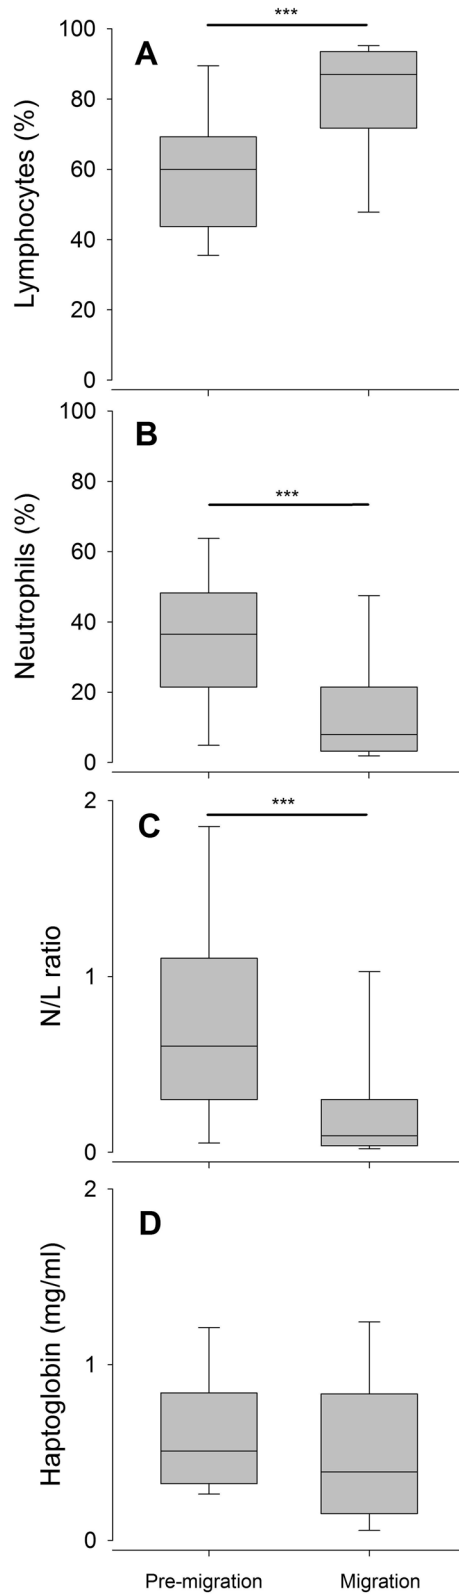 ***
A
100
80
60
40
20
0
Lymphocytes (%)
***
B
100
80
60
40
20
0
Neutrophils (%)
***
C
2
1
0
N/L ratio
D
2
1
0
Haptoglobin (mg/ml)
Pre-migration Migration